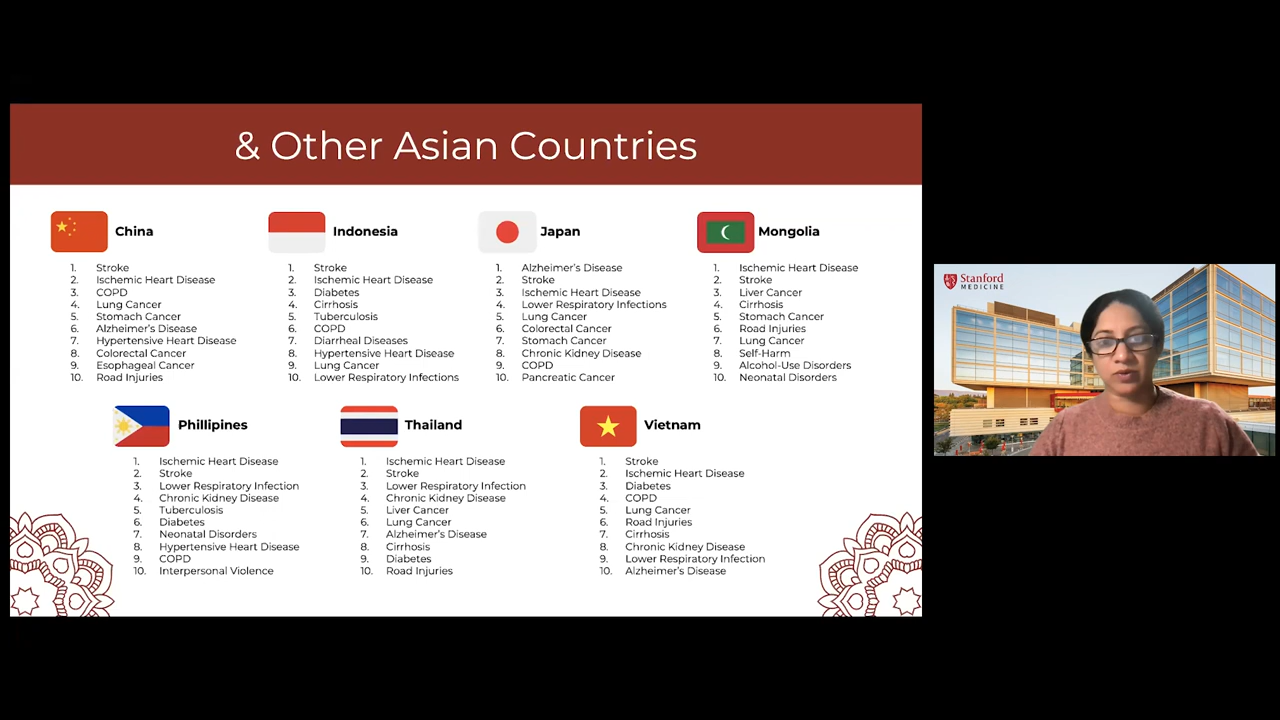 & Other Asian Countries
China
1. Stroke
2. Ischemic Heart Disease
3. COPD
4. Lung Cancer
5. Stomach Cancer
6. Alzheimer's Disease
7. Hypertensive Heart Disease
8. Colorectal Cancer
9. Esophageal Cancer
10. Road Injuries
Indonesia
1. Stroke
2. Ischemic Heart Disease
3. Diabetes
4. Cirrhosis
5. Tuberculosis
6. COPD
7. Diarrheal Diseases
8. Hypertensive Heart Disease
9. Lung Cancer
10. Lower Respiratory Infections
Japan
1. Alzheimer's Disease
2. Stroke
3. Ischemic Heart Disease
4. Lower Respiratory Infections
5. Lung Cancer
6. Colorectal Cancer
7. Stomach Cancer
8. Chronic Kidney Disease
9. COPD
10. Pancreatic Cancer
Mongolia
1. Ischemic Heart Disease
2. Stroke
3. Liver Cancer
4. Cirrhosis
5. Stomach Cancer
6. Road Injuries
7. Lung Cancer
8. Self-Harm
9. Alcohol-Use Disorders
10. Neonatal Disorders
Phillipines
1. Ischemic Heart Disease
2. Stroke
3. Lower Respiratory Infection
4. Chronic Kidney Disease
5. Tuberculosis
6. Diabetes
7. Neonatal Disorders
8. Hypertensive Heart Disease
9. COPD
10. Interpersonal Violence
Thailand
1. Ischemic Heart Disease
2. Stroke
3. Lower Respiratory Infection
4. Chronic Kidney Disease
5. Liver Cancer
6. Lung Cancer
7. Alzheimer's Disease
8. Cirrhosis
9. Diabetes
10. Road Injuries
Vietnam
1. Stroke
2. Ischemic Heart Disease
3. Diabetes
4. COPD
5. Lung Cancer
6. Road Injuries
7. Cirrhosis
8. Chronic Kidney Disease
9. Lower Respiratory Infection
10. Alzheimer's Disease
Stanford
MEDICINE